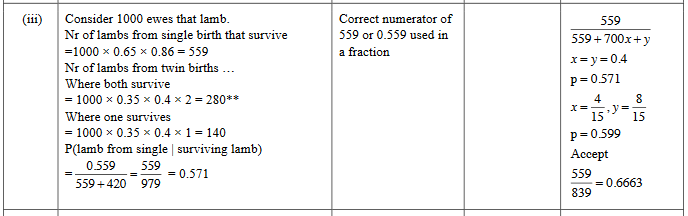 (iii)
Consider 1000 ewes that lamb.
Nr of lambs from single birth that survive
=1000 × 0.65 × 0.86 = 559
Nr of lambs from twin births …
Where both survive
= 1000 × 0.35 × 0.4 × 2 = 280**
Where one survives
= 1000 × 0.35 × 0.4 × 1 = 140
P(lamb from single | surviving lamb)
= 0.559 / 559 + 420 = 559 / 979 = 0.571
Correct numerator of
559 or 0.559 used in
a fraction
559 / 559 + 700x + y
x = y = 0.4
p = 0.571
x = 4/15, y = 8/15
p = 0.599
Accept
559 / 839 = 0.6663